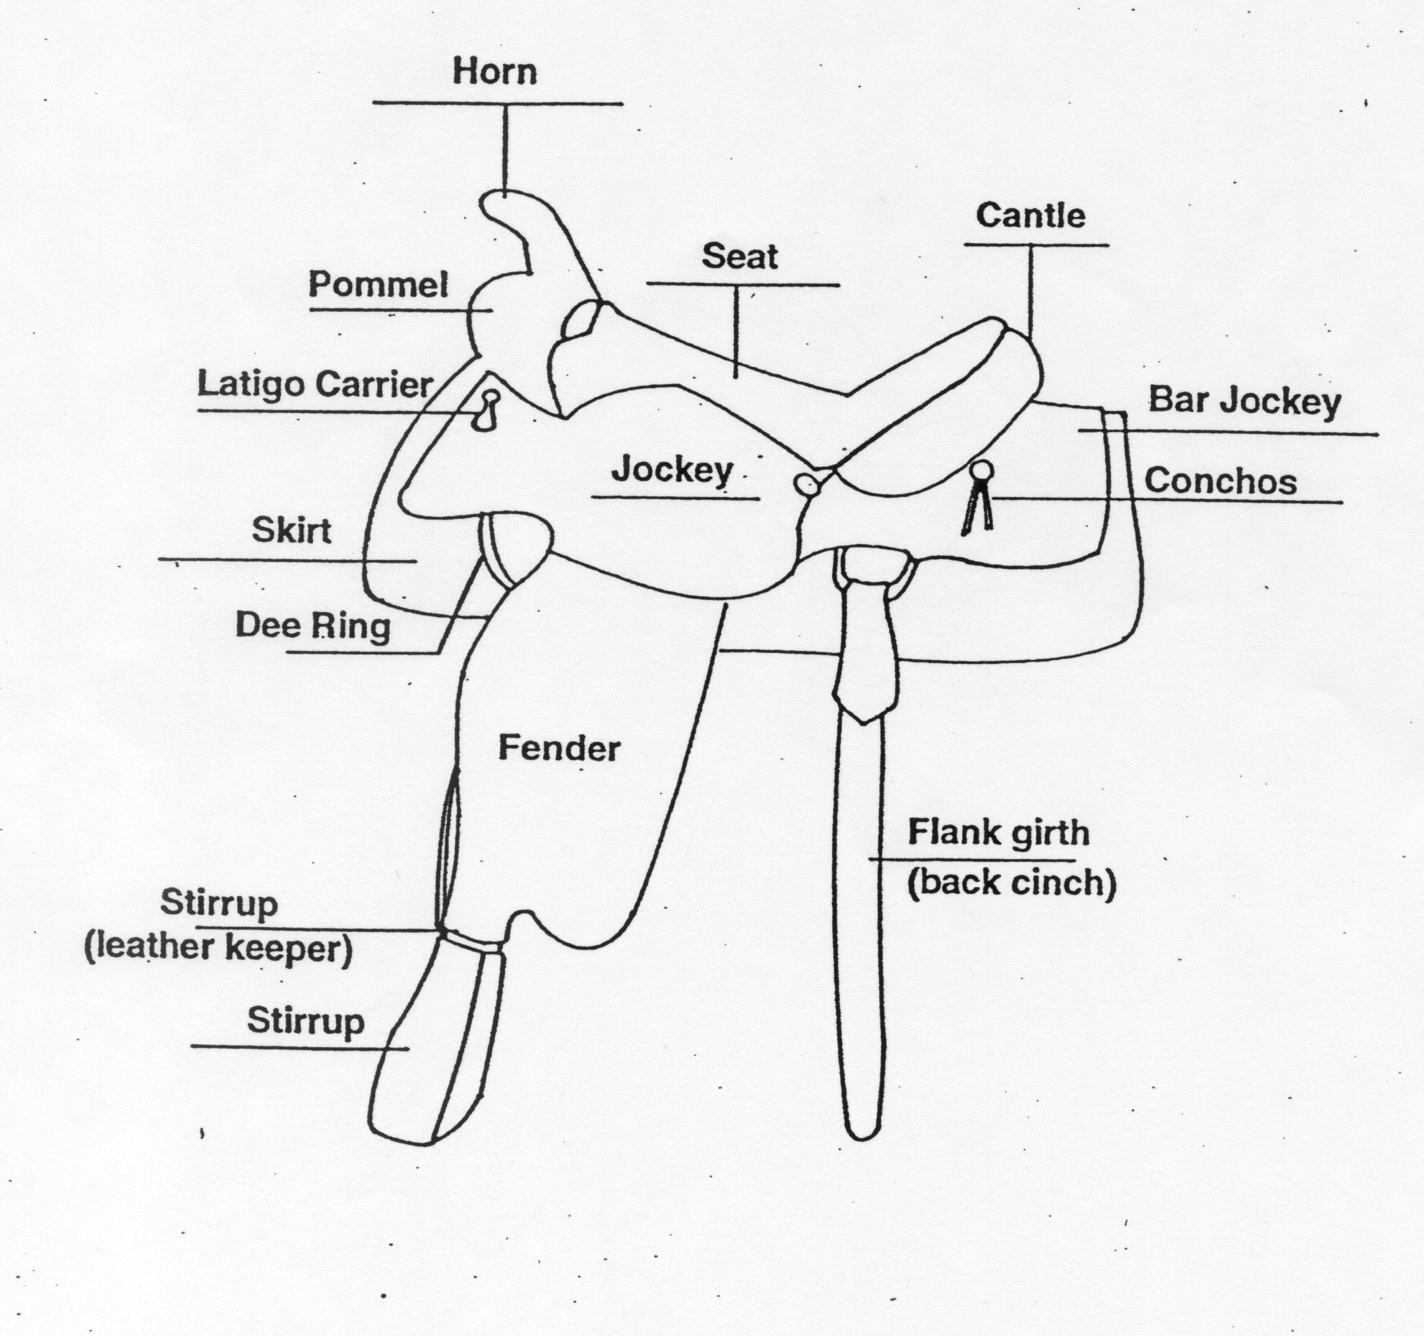 Horn
Cantle
Seat
Pommel
Latigo Carrier
Bar Jockey
Jockey
Conchos
Skirt
Dee Ring
Fender
Flank girth
(back cinch)
Stirrup
(leather keeper)
Stirrup